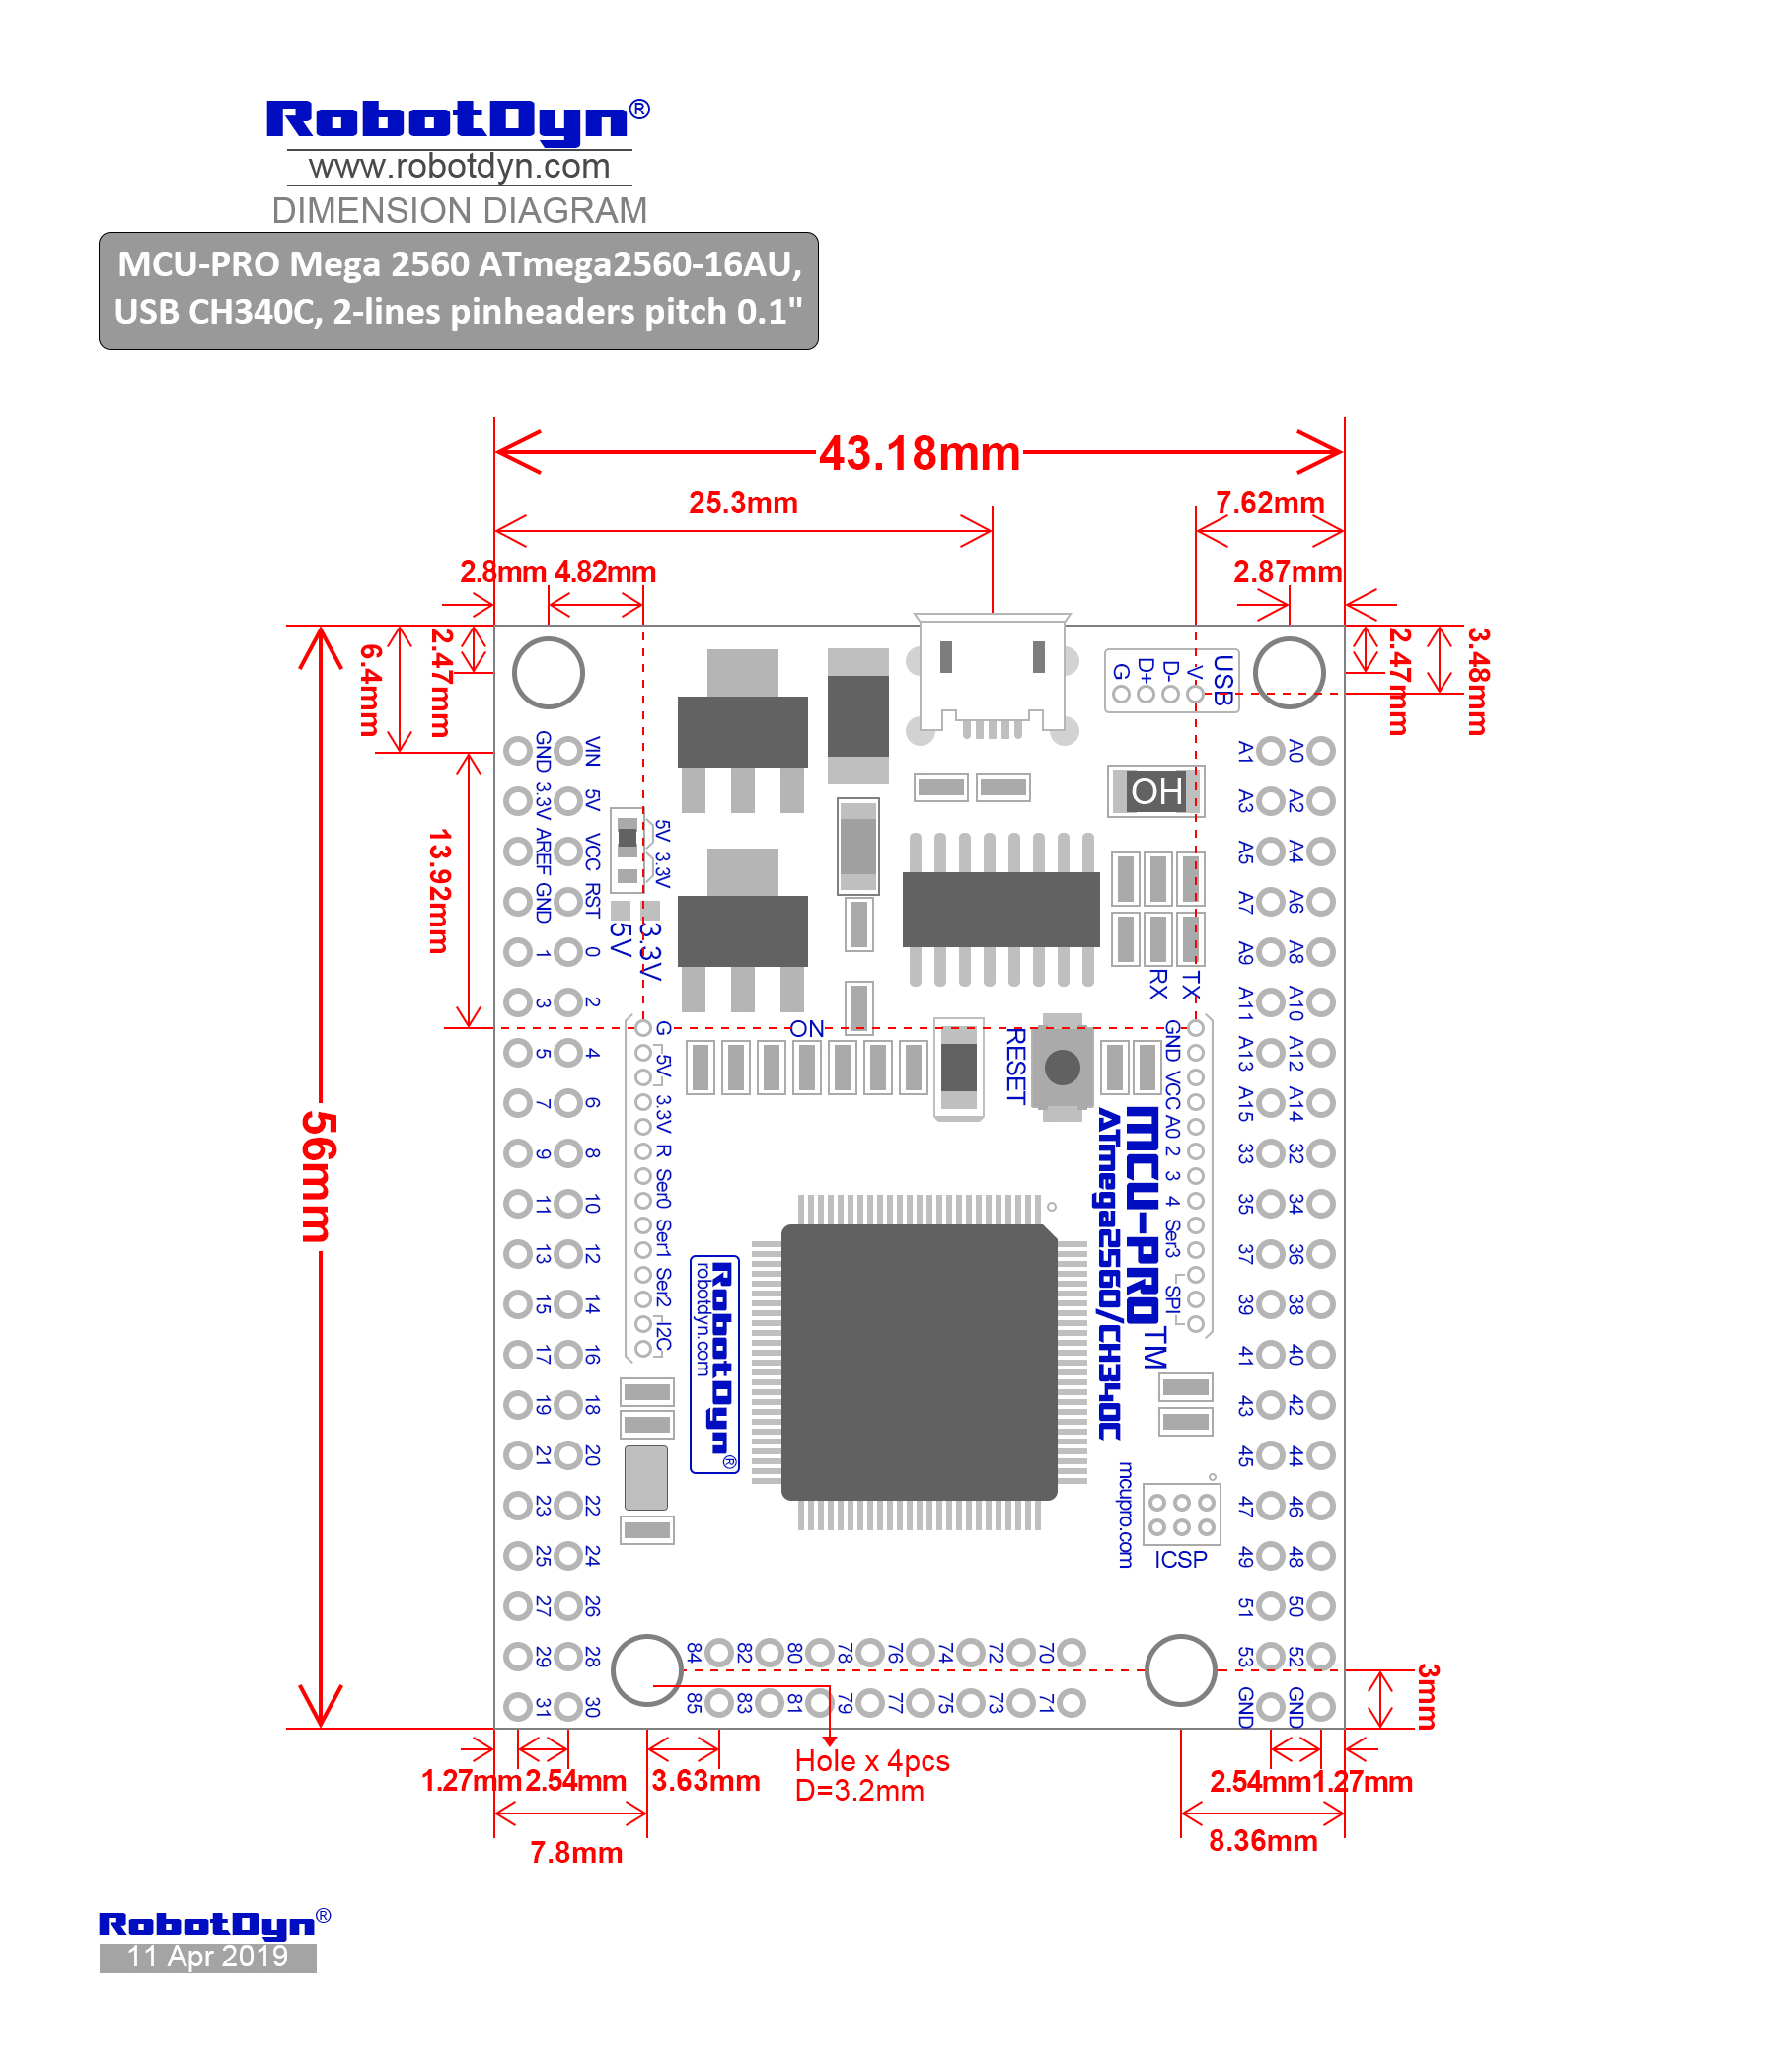 RobotDyn®
www.robotdyn.com
DIMENSION DIAGRAM
MCU-PRO Mega 2560 ATmega2560-16AU,
USB CH340C, 2-lines pinheaders pitch 0.1"
43.18mm
25.3mm
7.62mm
2.8mm 4.82mm
2.87mm
6.4mm
2.47mm
2.47mm
3.48mm
13.92mm
56mm
G D+ D- V USB
GND VIN
3.3V 5V
AREF VCC
GND RST
1 0
3 2
5 4
7 6
9 8
11 10
13 12
15 14
17 16
19 18
21 20
23 22
25 24
27 26
29 28
31 30
5V 3.3V
5V 3.3V
OH
RX TX
ON
RESET
G
5V
3.3V
R
Ser0
Ser1
Ser2
I2C
GND
VCC
A0
2
3
4
Ser3
SPI
MCU-PRO™
ATmega2560/CH340C
RobotDyn®
robotdyn.com
mcupro.com
ICSP
A1 A0
A3 A2
A5 A4
A7 A6
A9 A8
A11 A10
A13 A12
A15 A14
33 32
35 34
37 36
39 38
41 40
43 42
45 44
47 46
49 48
51 50
53 52
GND GND
84 82 80 78 76 74 72 70
85 83 81 79 77 75 73 71
3mm
Hole x 4pcs
D=3.2mm
1.27mm 2.54mm 3.63mm
2.54mm 1.27mm
7.8mm
8.36mm
RobotDyn®
11 Apr 2019